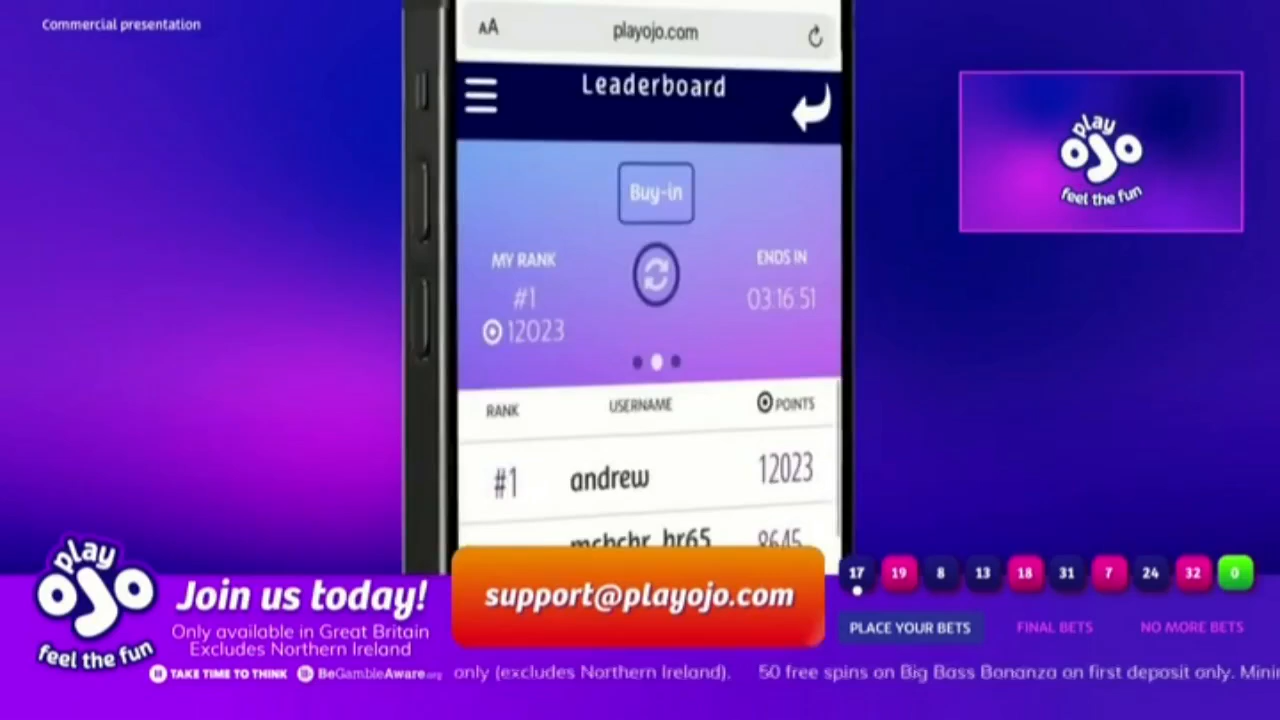 Commercial presentation
AA
playojo.com
Leaderboard
play
OJO
feel the fun
Buy-in
MY RANK
ENDS IN
#1
03:16:51
12023
RANK
USERNAME
POINTS
#1
andrew
12023
8645
play
OJO
feel the fun
Join us today!
Only available in Great Britain
Excludes Northern Ireland
TAKE TIME TO THINK
BeGambleAware.org
support@playojo.com
17
19
8
13
18
31
7
24
32
0
PLACE YOUR BETS
FINAL BETS
NO MORE BETS
only (excludes Northern Ireland).
50 free spins on Big Bass Bonanza on first deposit only. Mini